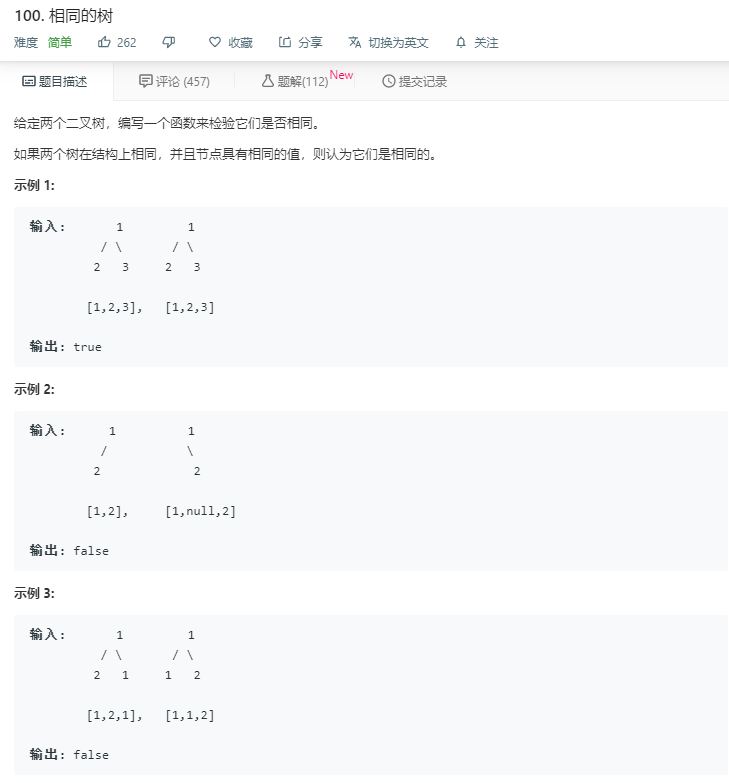 100. 相同的树
难度 简单 262 收藏 分享 切换为英文 关注
题目描述 评论 (457) 题解(112) New 提交记录
给定两个二叉树，编写一个函数来检验它们是否相同。
如果两个树在结构上相同，并且节点具有相同的值，则认为它们是相同的。
示例 1:
输入:       1         1
          / \       / \
         2   3     2   3

        [1,2,3],   [1,2,3]

输出: true
示例 2:
输入:      1          1
          /           \
         2             2

        [1,2],     [1,null,2]

输出: false
示例 3:
输入:       1         1
          / \       / \
         2   1     1   2

        [1,2,1],   [1,1,2]

输出: false